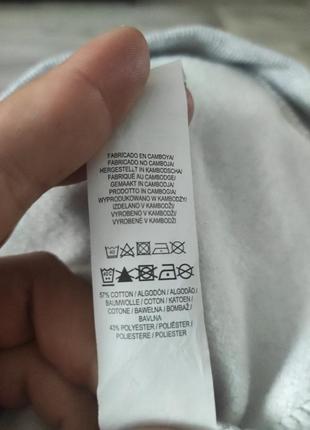 FABRICADO EN CAMBOYA/
FABRICADO NO CAMBOJA/
HERGESTELLT IN KAMBODSCHA/
FABRIQUÉ AU CAMBODGE/
GEMAAKT IN CAMBODJA/
PRODOTTO IN CAMBOGIA/
WYPRODUKOWANO W KAMBODŻY/
IZDELANO V KAMBODŽI/
VYROBENO V KAMBODŽI/
VYROBENÉ V KAMBODŽI
57% COTTON / ALGODÓN / ALGODÃO /
BAUMWOLLE / COTON / KATOEN /
COTONE / BAWEŁNA / BOMBAŽ /
BAVLNA
43% POLYESTER / POLIÉSTER /
POLIESTERE / POLYESTER